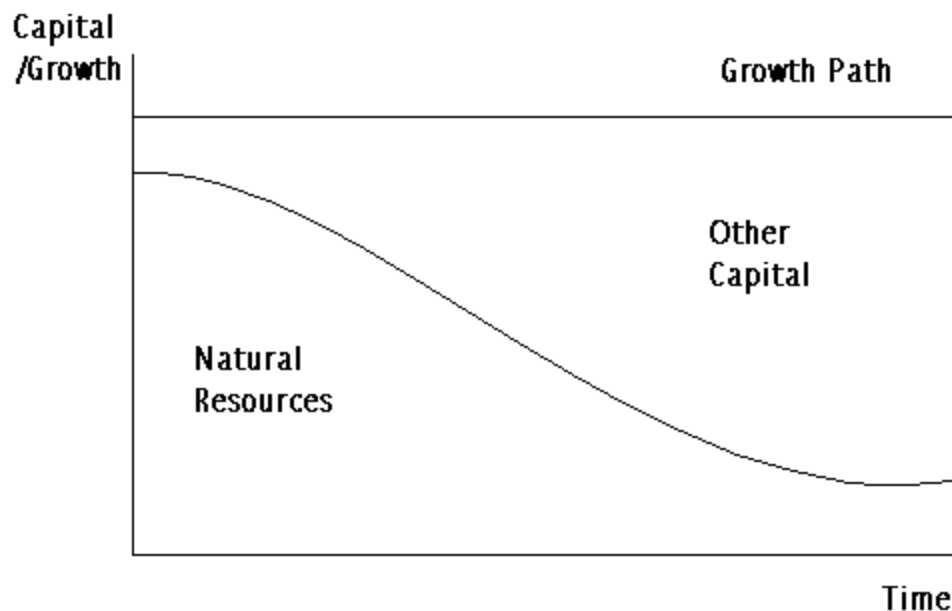 Capital
/Growth
Growth Path
Other
Capital
Natural
Resources
Time